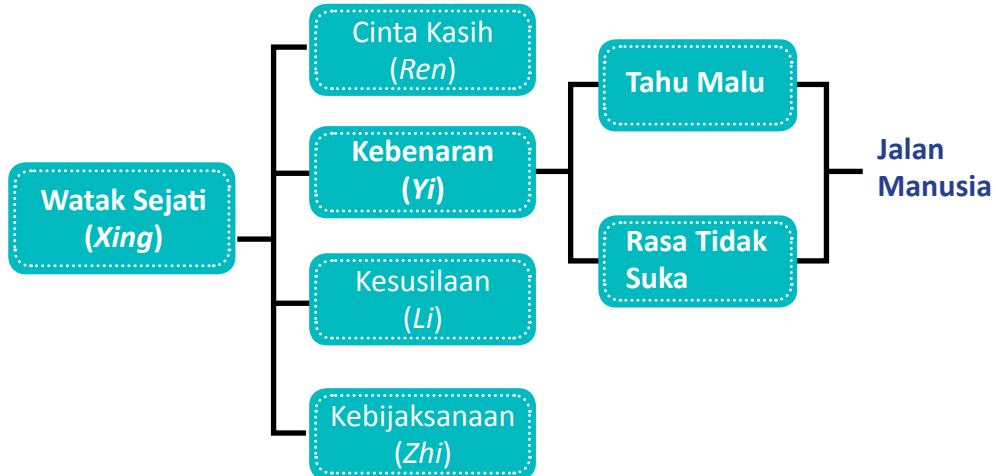 Watak Sejati
(Xing)
Cinta Kasih
(Ren)
Kebenaran
(Yi)
Kesusilaan
(Li)
Kebijaksanaan
(Zhi)
Tahu Malu
Rasa Tidak
Suka
Jalan
Manusia